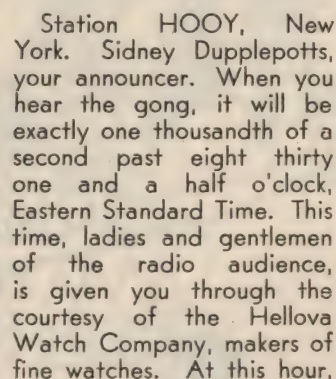 Station HOOY, New
York. Sidney Dupplepotts,
your announcer. When you
hear the gong, it will be
exactly one thousandth of a
second past eight thirty
one and a half o'clock,
Eastern Standard Time. This
time, ladies and gentlemen
of the radio audience,
is given you through the
courtesy of the Hellova
Watch Company, makers of
fine watches. At this hour,